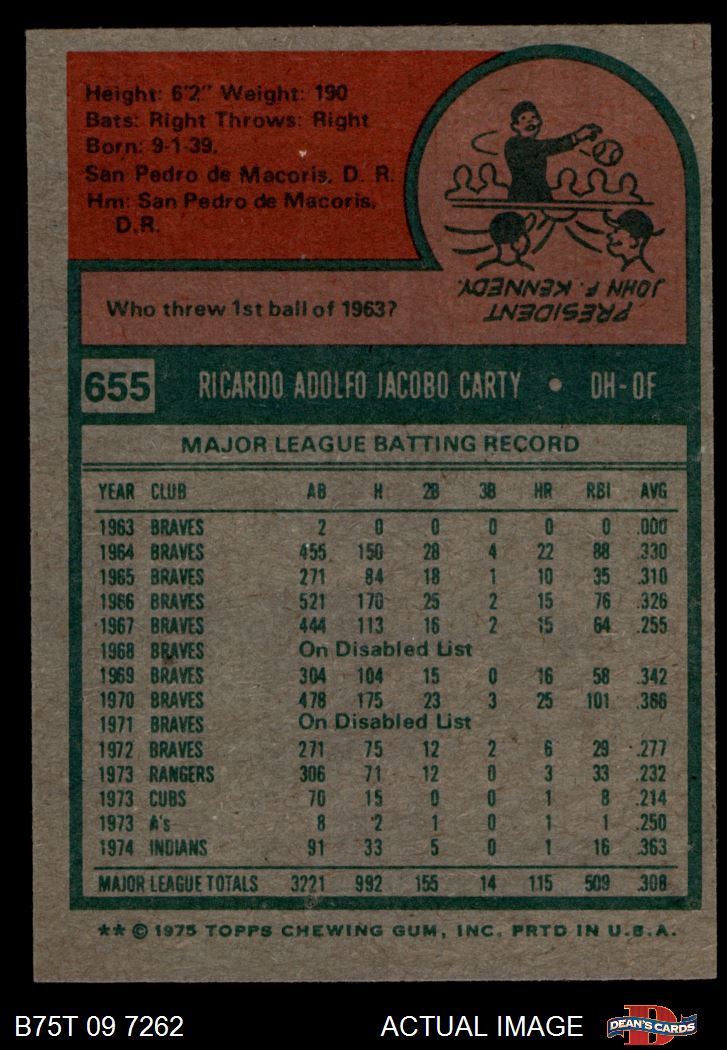 Height: 6'2" Weight: 190
Bats: Right Throws: Right
Born: 9-1-39,
San Pedro de Macoris, D. R.
Hm: San Pedro de Macoris,
D.R.
Who threw 1st ball of 1963?
PRESIDENT
JOHN F. KENNEDY.
655 RICARDO ADOLFO JACOBO CARTY • DH-OF
MAJOR LEAGUE BATTING RECORD
YEAR CLUB AB H 2B 3B HR RBI AVG
1963 BRAVES 2 0 0 0 0 0 .000
1964 BRAVES 455 150 28 4 22 88 .330
1965 BRAVES 271 84 18 1 10 35 .310
1966 BRAVES 521 170 25 2 15 76 .326
1967 BRAVES 444 113 16 2 15 64 .255
1968 BRAVES On Disabled List
1969 BRAVES 304 104 15 0 16 58 .342
1970 BRAVES 478 175 23 3 25 101 .366
1971 BRAVES On Disabled List
1972 BRAVES 271 75 12 2 6 29 .277
1973 RANGERS 306 71 12 0 3 33 .232
1973 CUBS 70 15 0 0 1 8 .214
1973 A's 8 2 1 0 1 1 .250
1974 INDIANS 91 33 5 0 1 16 .363
MAJOR LEAGUE TOTALS 3221 992 155 14 115 509 .308
** © 1975 TOPPS CHEWING GUM, INC. PRTD IN U.S.A.
B75T 09 7262 ACTUAL IMAGE
DEAN'S CARDS